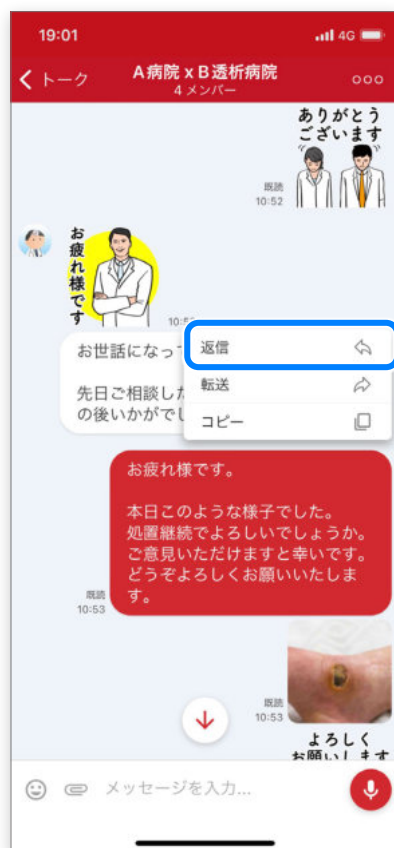 19:01
4G
トーク
A病院 x B透析病院
4 メンバー
ありがとう
ございます
既読
10:52
お疲れ様です
10:5
お世話になっ
先日ご相談し
の後いかがで
返信
転送
コピー
お疲れ様です。
本日このような様子でした。
処置継続でよろしいでしょうか。
ご意見いただけますと幸いです。
どうぞよろしくお願いいたしま
す。
既読
10:53
既読
10:53
よろしく
お願いします
メッセージを入力...